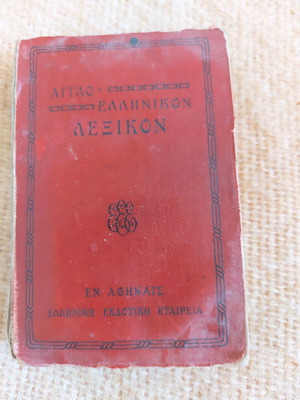 ΑΓΓΛΟ-
ΕΛΛΗΝΙΚΟΝ
ΛΕΞΙΚΟΝ
ΕΝ ΑΘΗΝΑΙΣ
ΕΛΛΗΝΙΚΗ ΕΚΔΟΤΙΚΗ ΕΤΑΙΡΕΙΑ